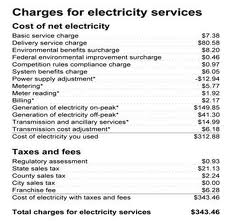 Charges for electricity services
Cost of net electricity
Basic service charge $7.38
Delivery service charge $80.58
Environmental benefits surcharge $8.20
Federal environmental improvement surcharge $0.46
Competition rules compliance charge $0.97
System benefits charge $6.05
Power supply adjustment* -$12.94
Metering* $5.77
Meter reading* $1.92
Billing* $2.17
Generation of electricity on-peak* $149.85
Generation of electricity off-peak* $41.30
Transmission and ancillary services* $14.99
Transmission cost adjustment* $6.18
Cost of electricity you used $312.88
Taxes and fees
Regulatory assessment $0.93
State sales tax $21.13
County sales tax $2.24
City sales tax $0.00
Franchise fee $6.28
Cost of electricity with taxes and fees $343.46
Total charges for electricity services $343.46